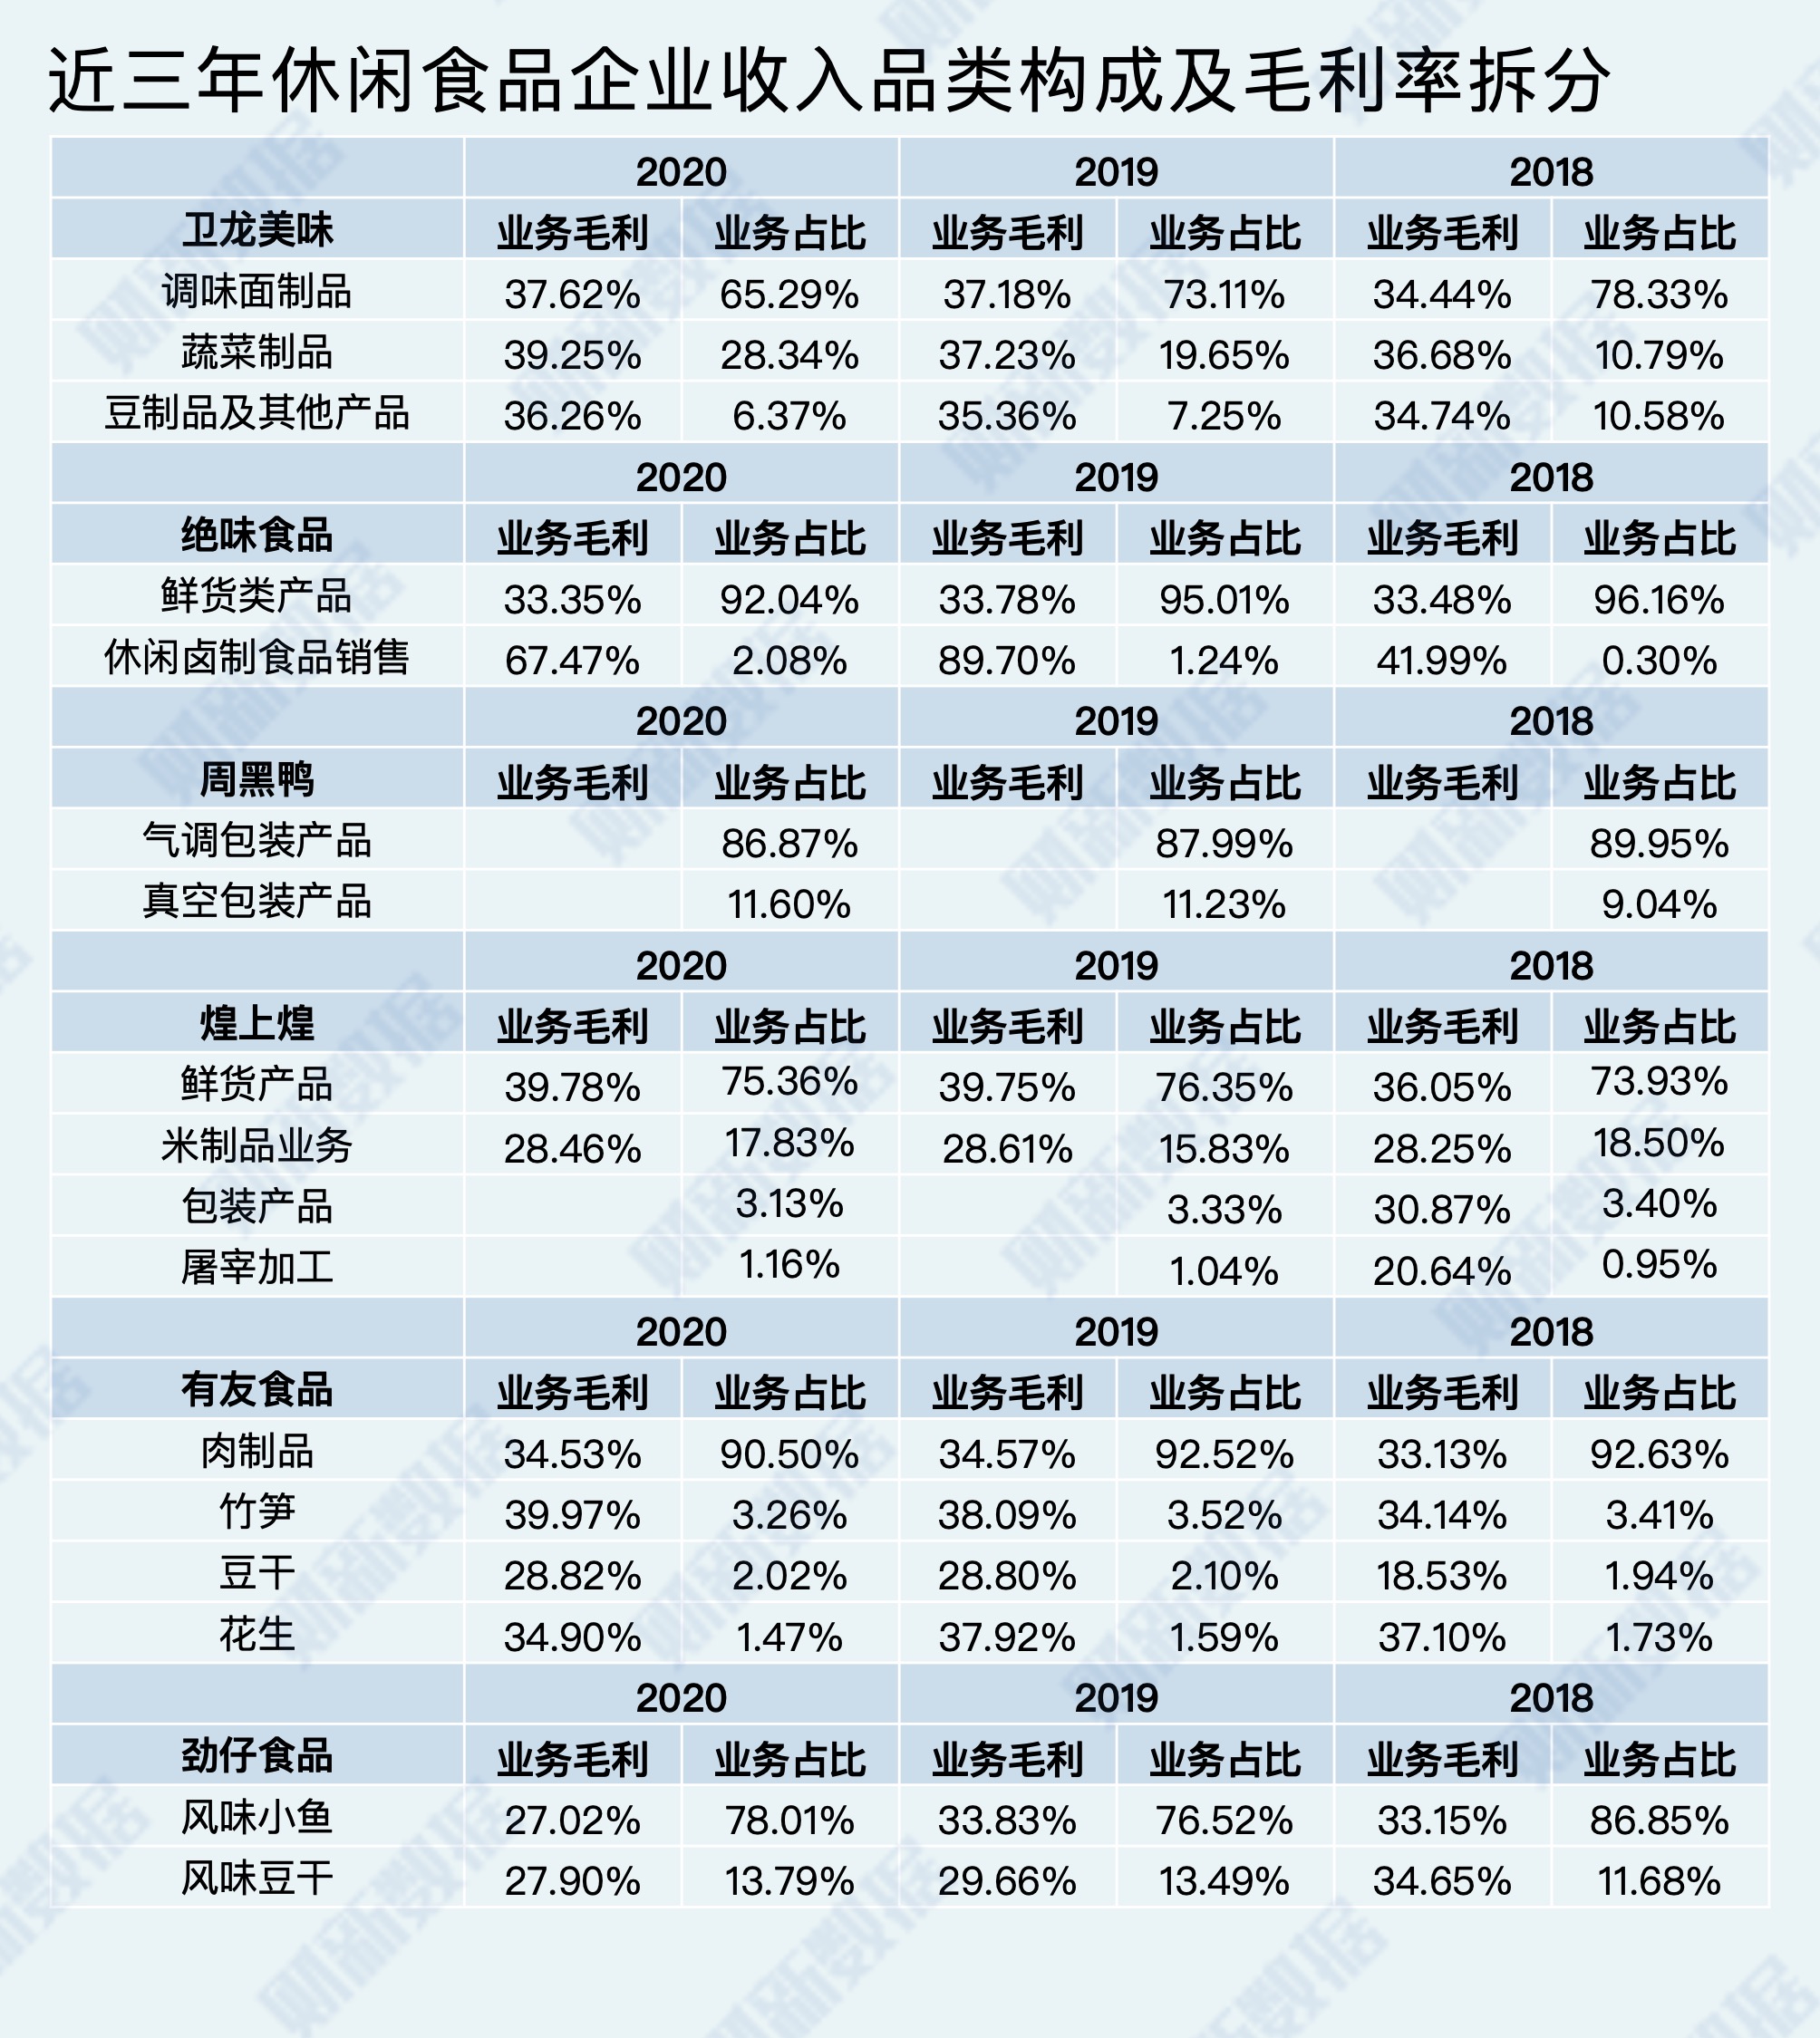 近三年休闲食品企业收入品类构成及毛利率拆分
2020 2019 2018
卫龙美味 业务毛利 业务占比 业务毛利 业务占比 业务毛利 业务占比
调味面制品 37.62% 65.29% 37.18% 73.11% 34.44% 78.33%
蔬菜制品 39.25% 28.34% 37.23% 19.65% 36.68% 10.79%
豆制品及其他产品 36.26% 6.37% 35.36% 7.25% 34.74% 10.58%
2020 2019 2018
绝味食品 业务毛利 业务占比 业务毛利 业务占比 业务毛利 业务占比
鲜货类产品 33.35% 92.04% 33.78% 95.01% 33.48% 96.16%
休闲卤制食品销售 67.47% 2.08% 89.70% 1.24% 41.99% 0.30%
2020 2019 2018
周黑鸭 业务毛利 业务占比 业务毛利 业务占比 业务毛利 业务占比
气调包装产品 86.87% 87.99% 89.95%
真空包装产品 11.60% 11.23% 9.04%
2020 2019 2018
煌上煌 业务毛利 业务占比 业务毛利 业务占比 业务毛利 业务占比
鲜货产品 39.78% 75.36% 39.75% 76.35% 36.05% 73.93%
米制品业务 28.46% 17.83% 28.61% 15.83% 28.25% 18.50%
包装产品 3.13% 3.33% 30.87% 3.40%
屠宰加工 1.16% 1.04% 20.64% 0.95%
2020 2019 2018
有友食品 业务毛利 业务占比 业务毛利 业务占比 业务毛利 业务占比
肉制品 34.53% 90.50% 34.57% 92.52% 33.13% 92.63%
竹笋 39.97% 3.26% 38.09% 3.52% 34.14% 3.41%
豆干 28.82% 2.02% 28.80% 2.10% 18.53% 1.94%
花生 34.90% 1.47% 37.92% 1.59% 37.10% 1.73%
2020 2019 2018
劲仔食品 业务毛利 业务占比 业务毛利 业务占比 业务毛利 业务占比
风味小鱼 27.02% 78.01% 33.83% 76.52% 33.15% 86.85%
风味豆干 27.90% 13.79% 29.66% 13.49% 34.65% 11.68%
财新数据